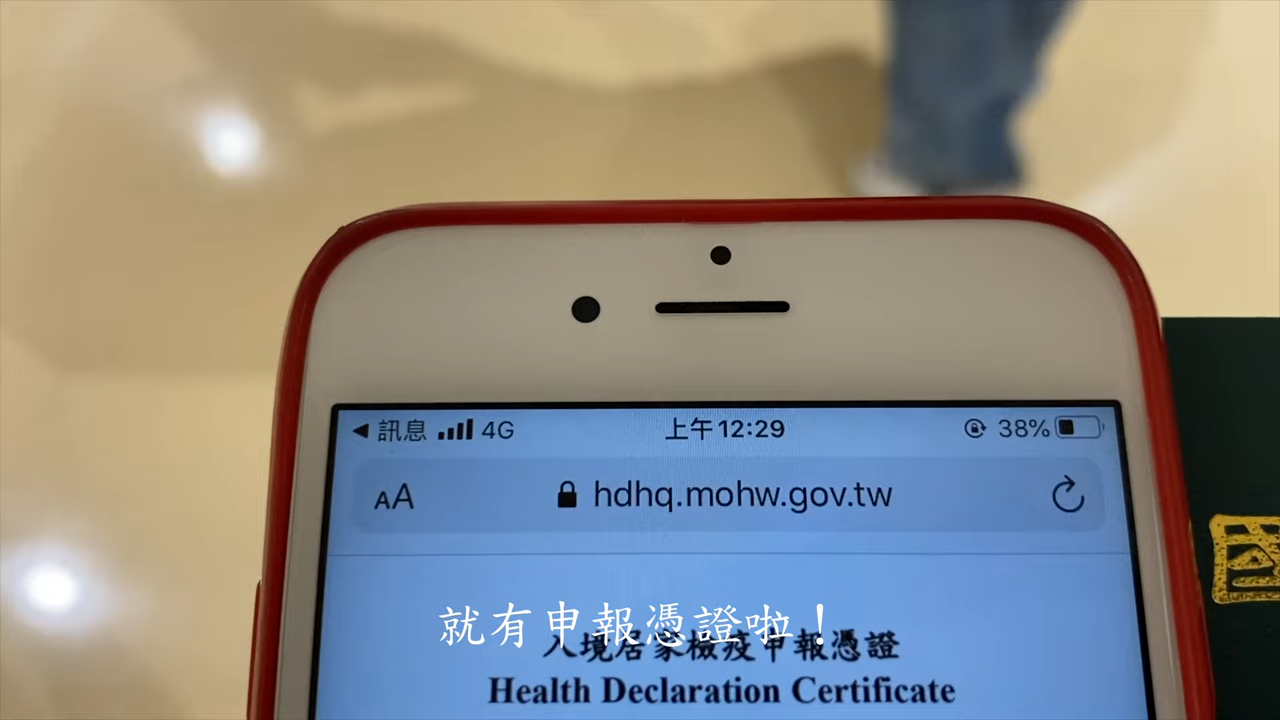 ◀ 訊息 4G 上午12:29 38%
AA hdhq.mohw.gov.tw
就有申報憑證啦！
入境居家檢疫申報憑證
Health Declaration Certificate